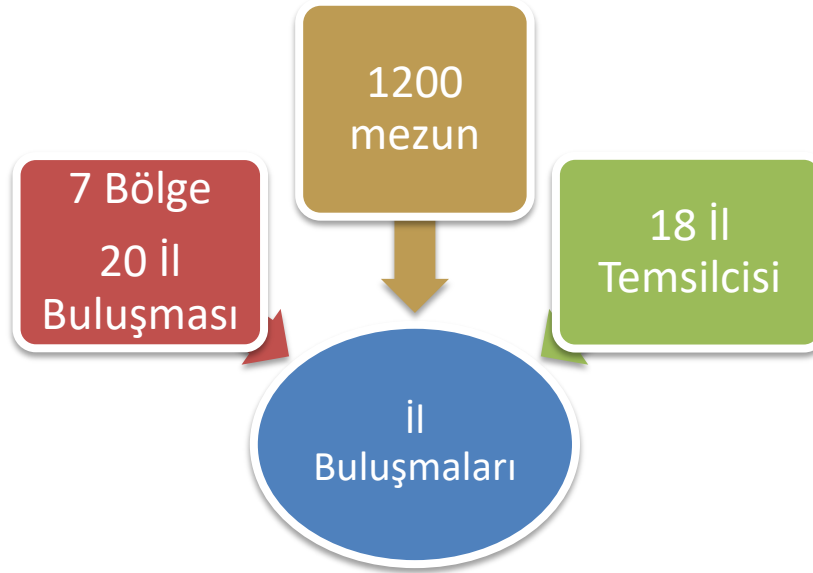 1200
mezun
7 Bölge
20 İl
Buluşması
18 İl
Temsilcisi
İl
Buluşmaları